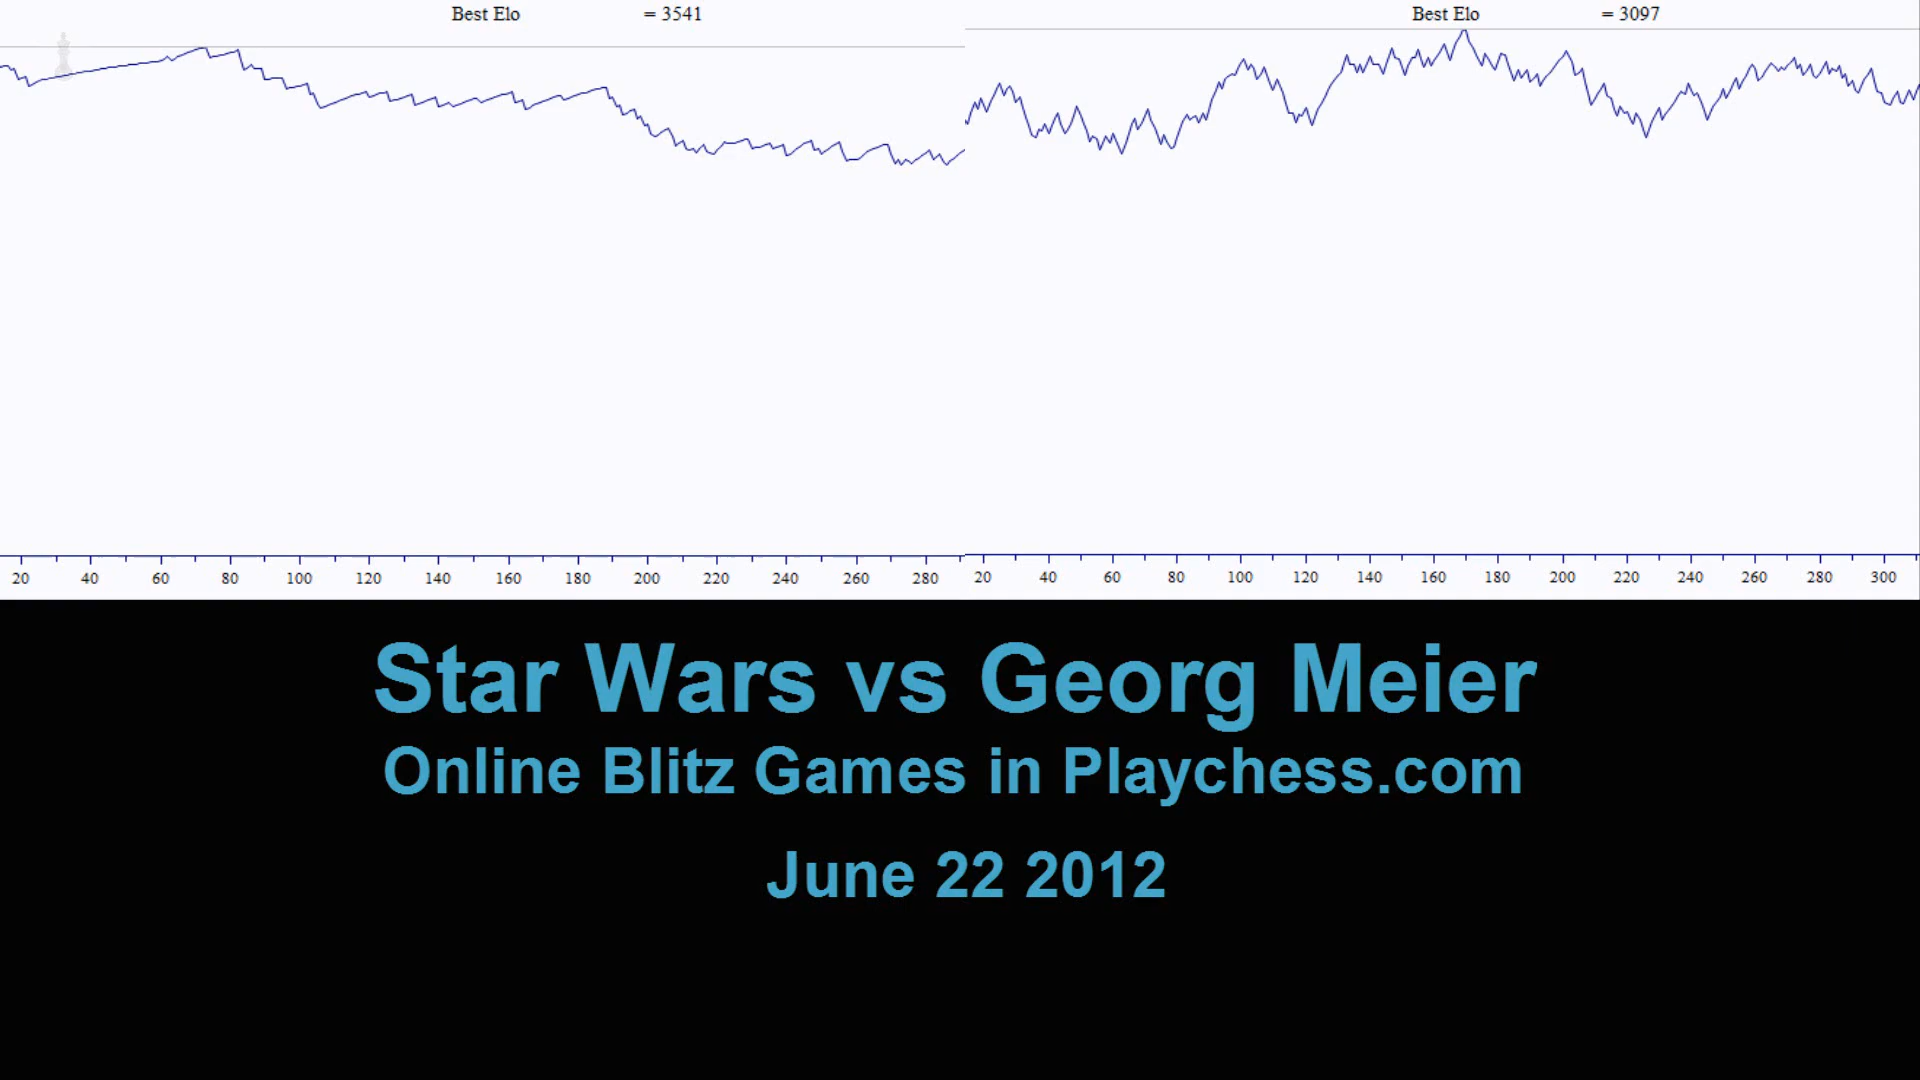 Best Elo = 3541
Best Elo = 3097
20 40 60 80 100 120 140 160 180 200 220 240 260 280
20 40 60 80 100 120 140 160 180 200 220 240 260 280 300
Star Wars vs Georg Meier
Online Blitz Games in Playchess.com
June 22 2012